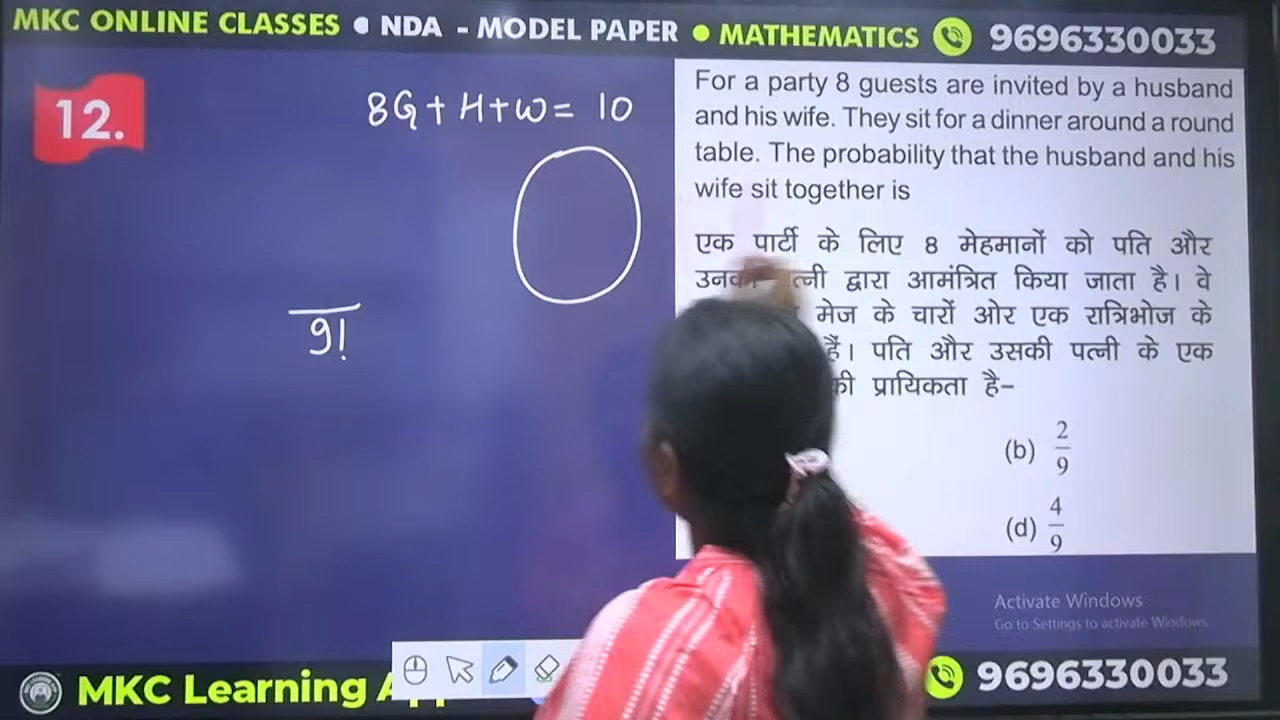 MKC ONLINE CLASSES ● NDA - MODEL PAPER ● MATHEMATICS 9696330033
12.
8G + H + W = 10
9!
For a party 8 guests are invited by a husband
and his wife. They sit for a dinner around a round
table. The probability that the husband and his
wife sit together is
एक पार्टी के लिए 8 मेहमानों को पति और
द्वारा आमंत्रित किया जाता है। वे
मेज के चारों ओर एक रात्रिभोज के
हैं। पति और उसकी पत्नी के एक
की प्रायिकता है–
(b) 2/9
(d) 4/9
Activate Windows
Go to Settings to activate Windows.
MKC Learning 9696330033